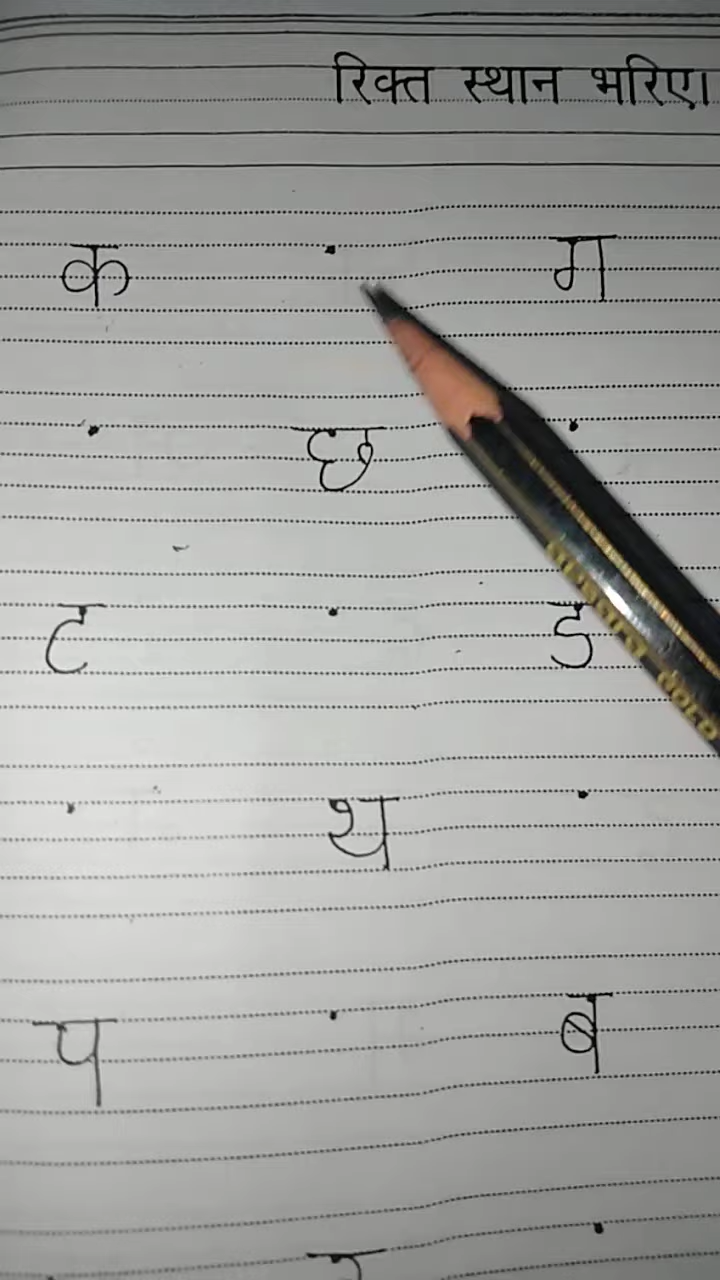 रिक्त स्थान भरिए।
क ग
छ
ट ड
थ
प ब